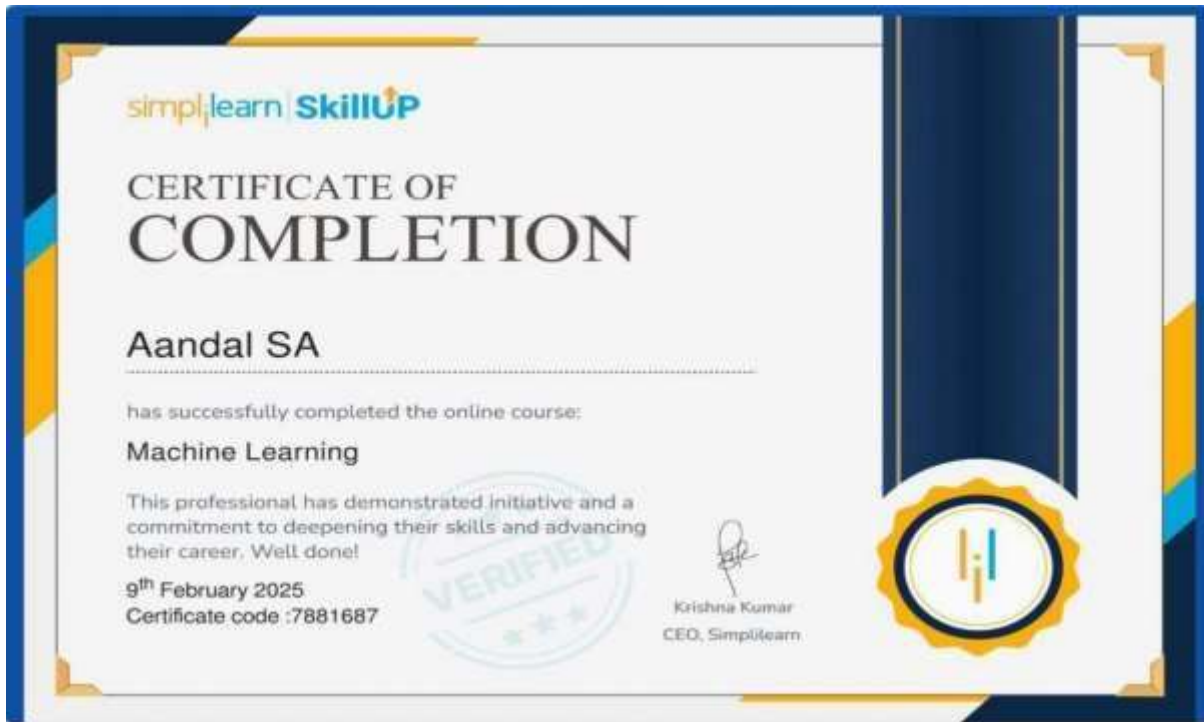 simplilearn | SkillUP
CERTIFICATE OF
COMPLETION
Aandal SA
has successfully completed the online course:
Machine Learning
This professional has demonstrated initiative and a
commitment to deepening their skills and advancing
their career. Well done!
VERIFIED
9th February 2025
Certificate code :7881687
Krishna Kumar
CEO, Simplilearn